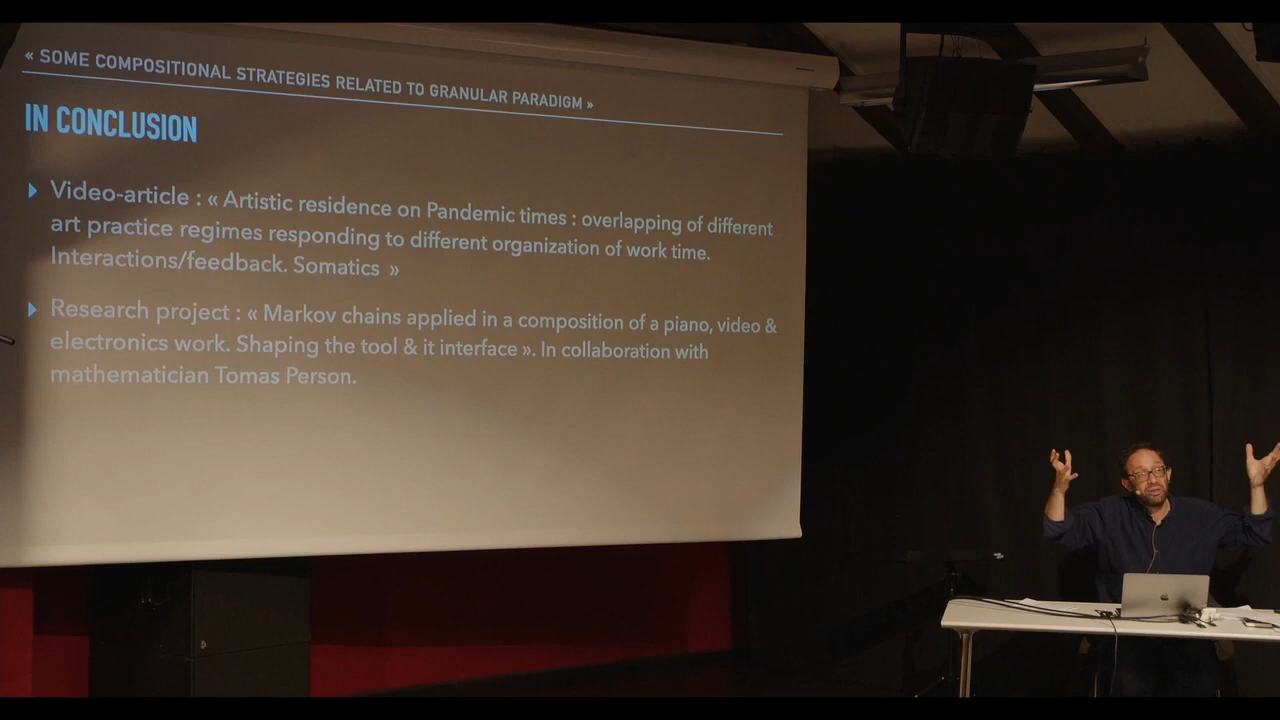 « SOME COMPOSITIONAL STRATEGIES RELATED TO GRANULAR PARADIGM »
IN CONCLUSION
Video-article : « Artistic residence on Pandemic times : overlapping of different
art practice regimes responding to different organization of work time.
Interactions/feedback. Somatics »
Research project : « Markov chains applied in a composition of a piano, video &
electronics work. Shaping the tool & it interface ». In collaboration with
mathematician Tomas Person.